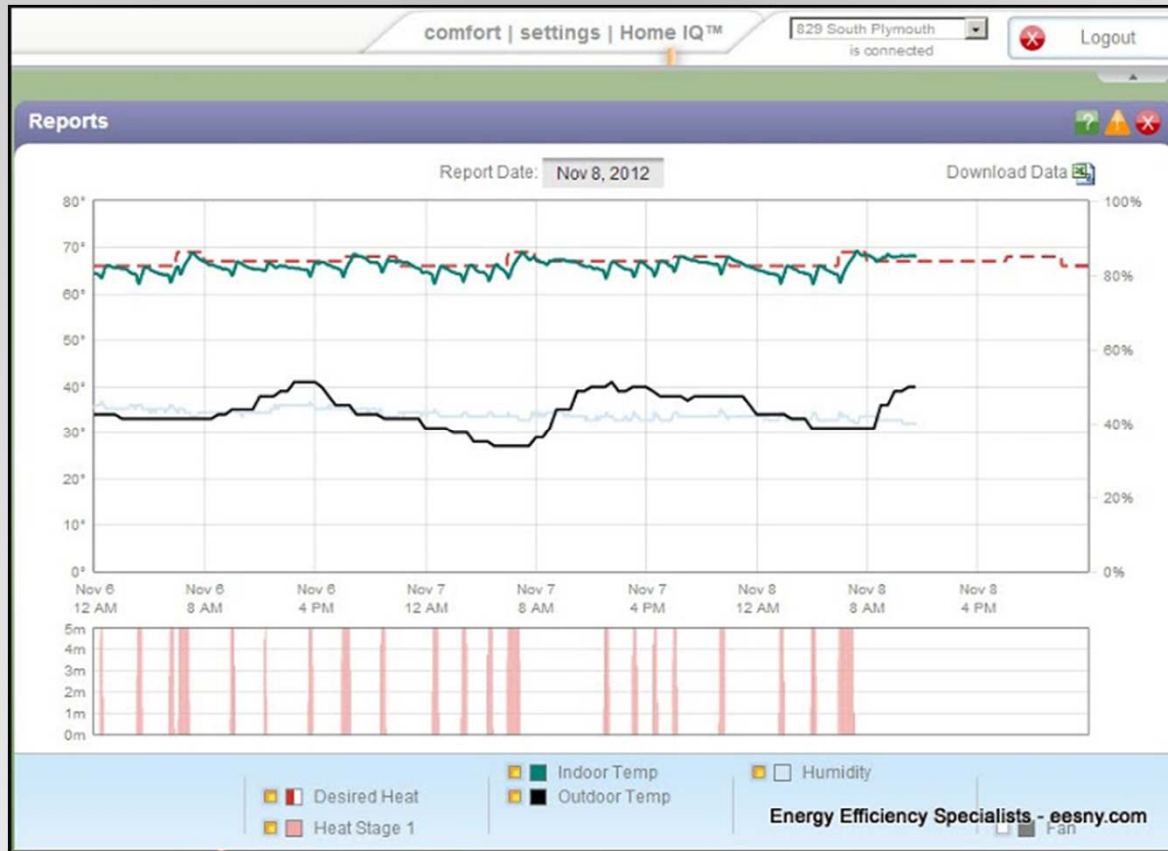 comfort | settings | Home IQ™
829 South Plymouth
is connected
Logout
Reports
Report Date: Nov 8, 2012
Download Data
80°
70°
60°
50°
40°
30°
20°
10°
0°
100%
80%
60%
40%
20%
0%
Nov 6 Nov 6 Nov 6 Nov 7 Nov 7 Nov 7 Nov 8 Nov 8 Nov 8
12 AM 8 AM 4 PM 12 AM 8 AM 4 PM 12 AM 8 AM 4 PM
5m
4m
3m
2m
1m
0m
Desired Heat
Heat Stage 1
Indoor Temp
Outdoor Temp
Humidity
Energy Efficiency Specialists - eesny.com
Fan